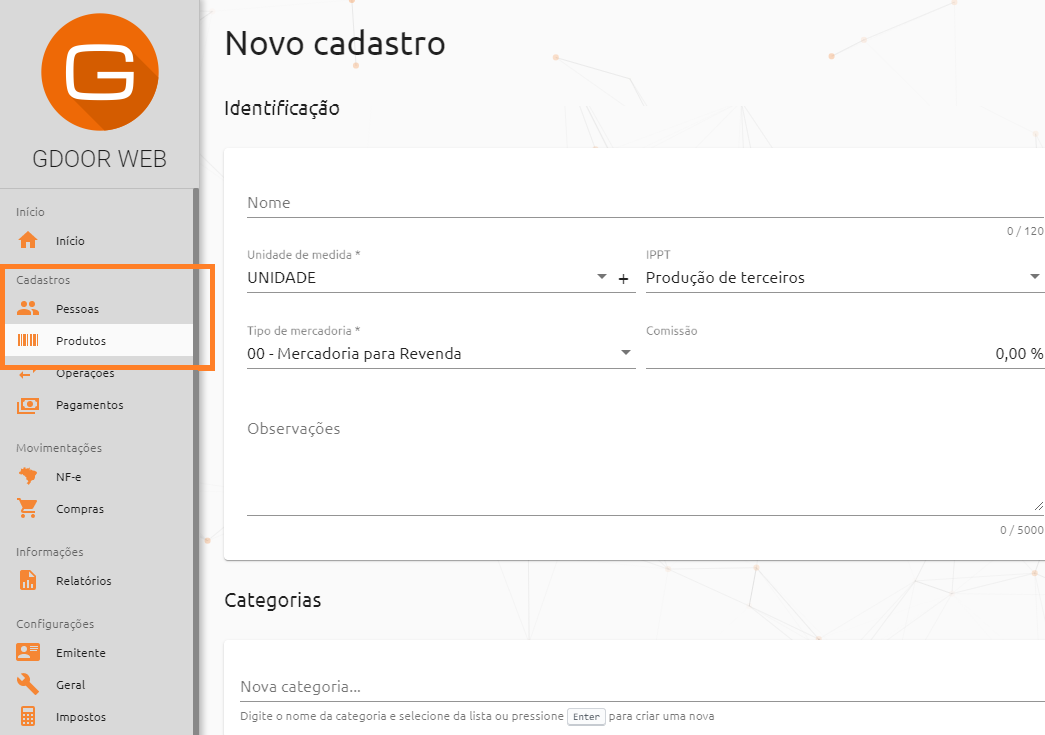 G
GDOOR WEB
Início
Início
Cadastros
Pessoas
Produtos
Operações
Pagamentos
Movimentações
NF-e
Compras
Informações
Relatórios
Configurações
Emitente
Geral
Impostos
Novo cadastro
Identificação
Nome
0 / 120
Unidade de medida *
UNIDADE
+
IPPT
Produção de terceiros
Tipo de mercadoria *
00 - Mercadoria para Revenda
Comissão
0,00 %
Observações
0 / 5000
Categorias
Nova categoria...
Digite o nome da categoria e selecione da lista ou pressione Enter para criar uma nova